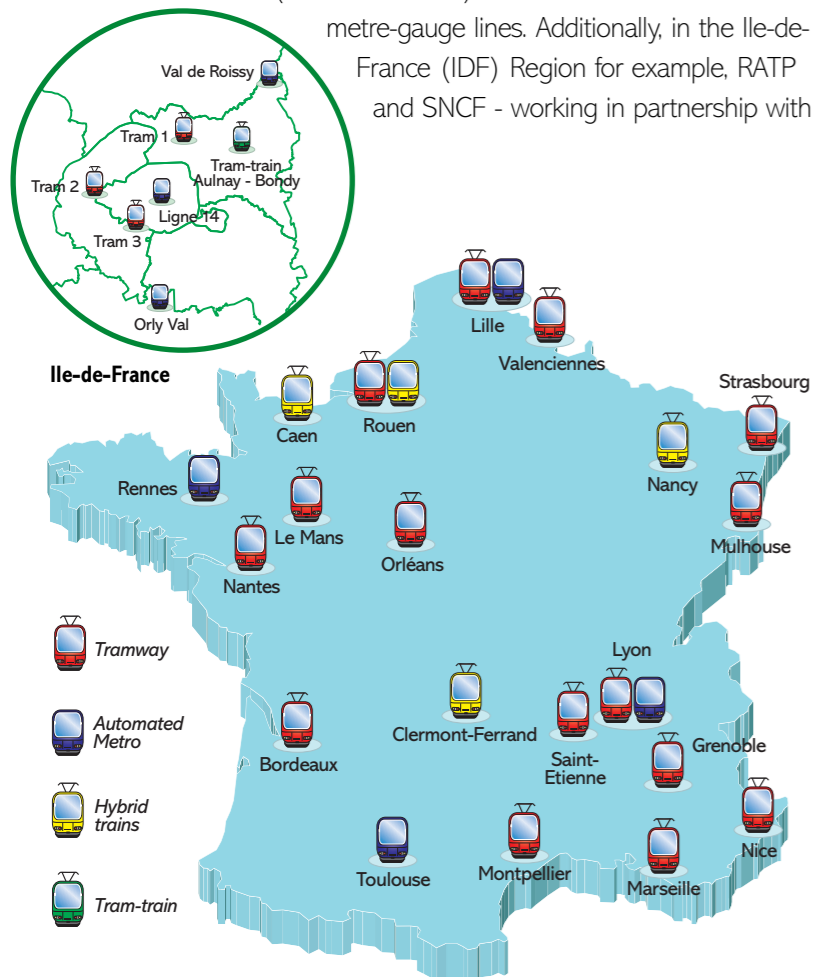 metre-gauge lines. Additionally, in the Ile-de-
France (IDF) Region for example, RATP
and SNCF - working in partnership with
Val de Roissy
Tram 1
Tram-train
Aulnay - Bondy
Tram 2
Ligne 14
Tram 3
Orly Val
Ile-de-France
Lille
Valenciennes
Strasbourg
Caen
Rouen
Nancy
Rennes
Le Mans
Orléans
Mulhouse
Nantes
Tramway
Lyon
Automated
Metro
Bordeaux
Clermont-Ferrand
Saint-
Etienne
Grenoble
Hybrid
trains
Toulouse
Montpellier
Marseille
Nice
Tram-train